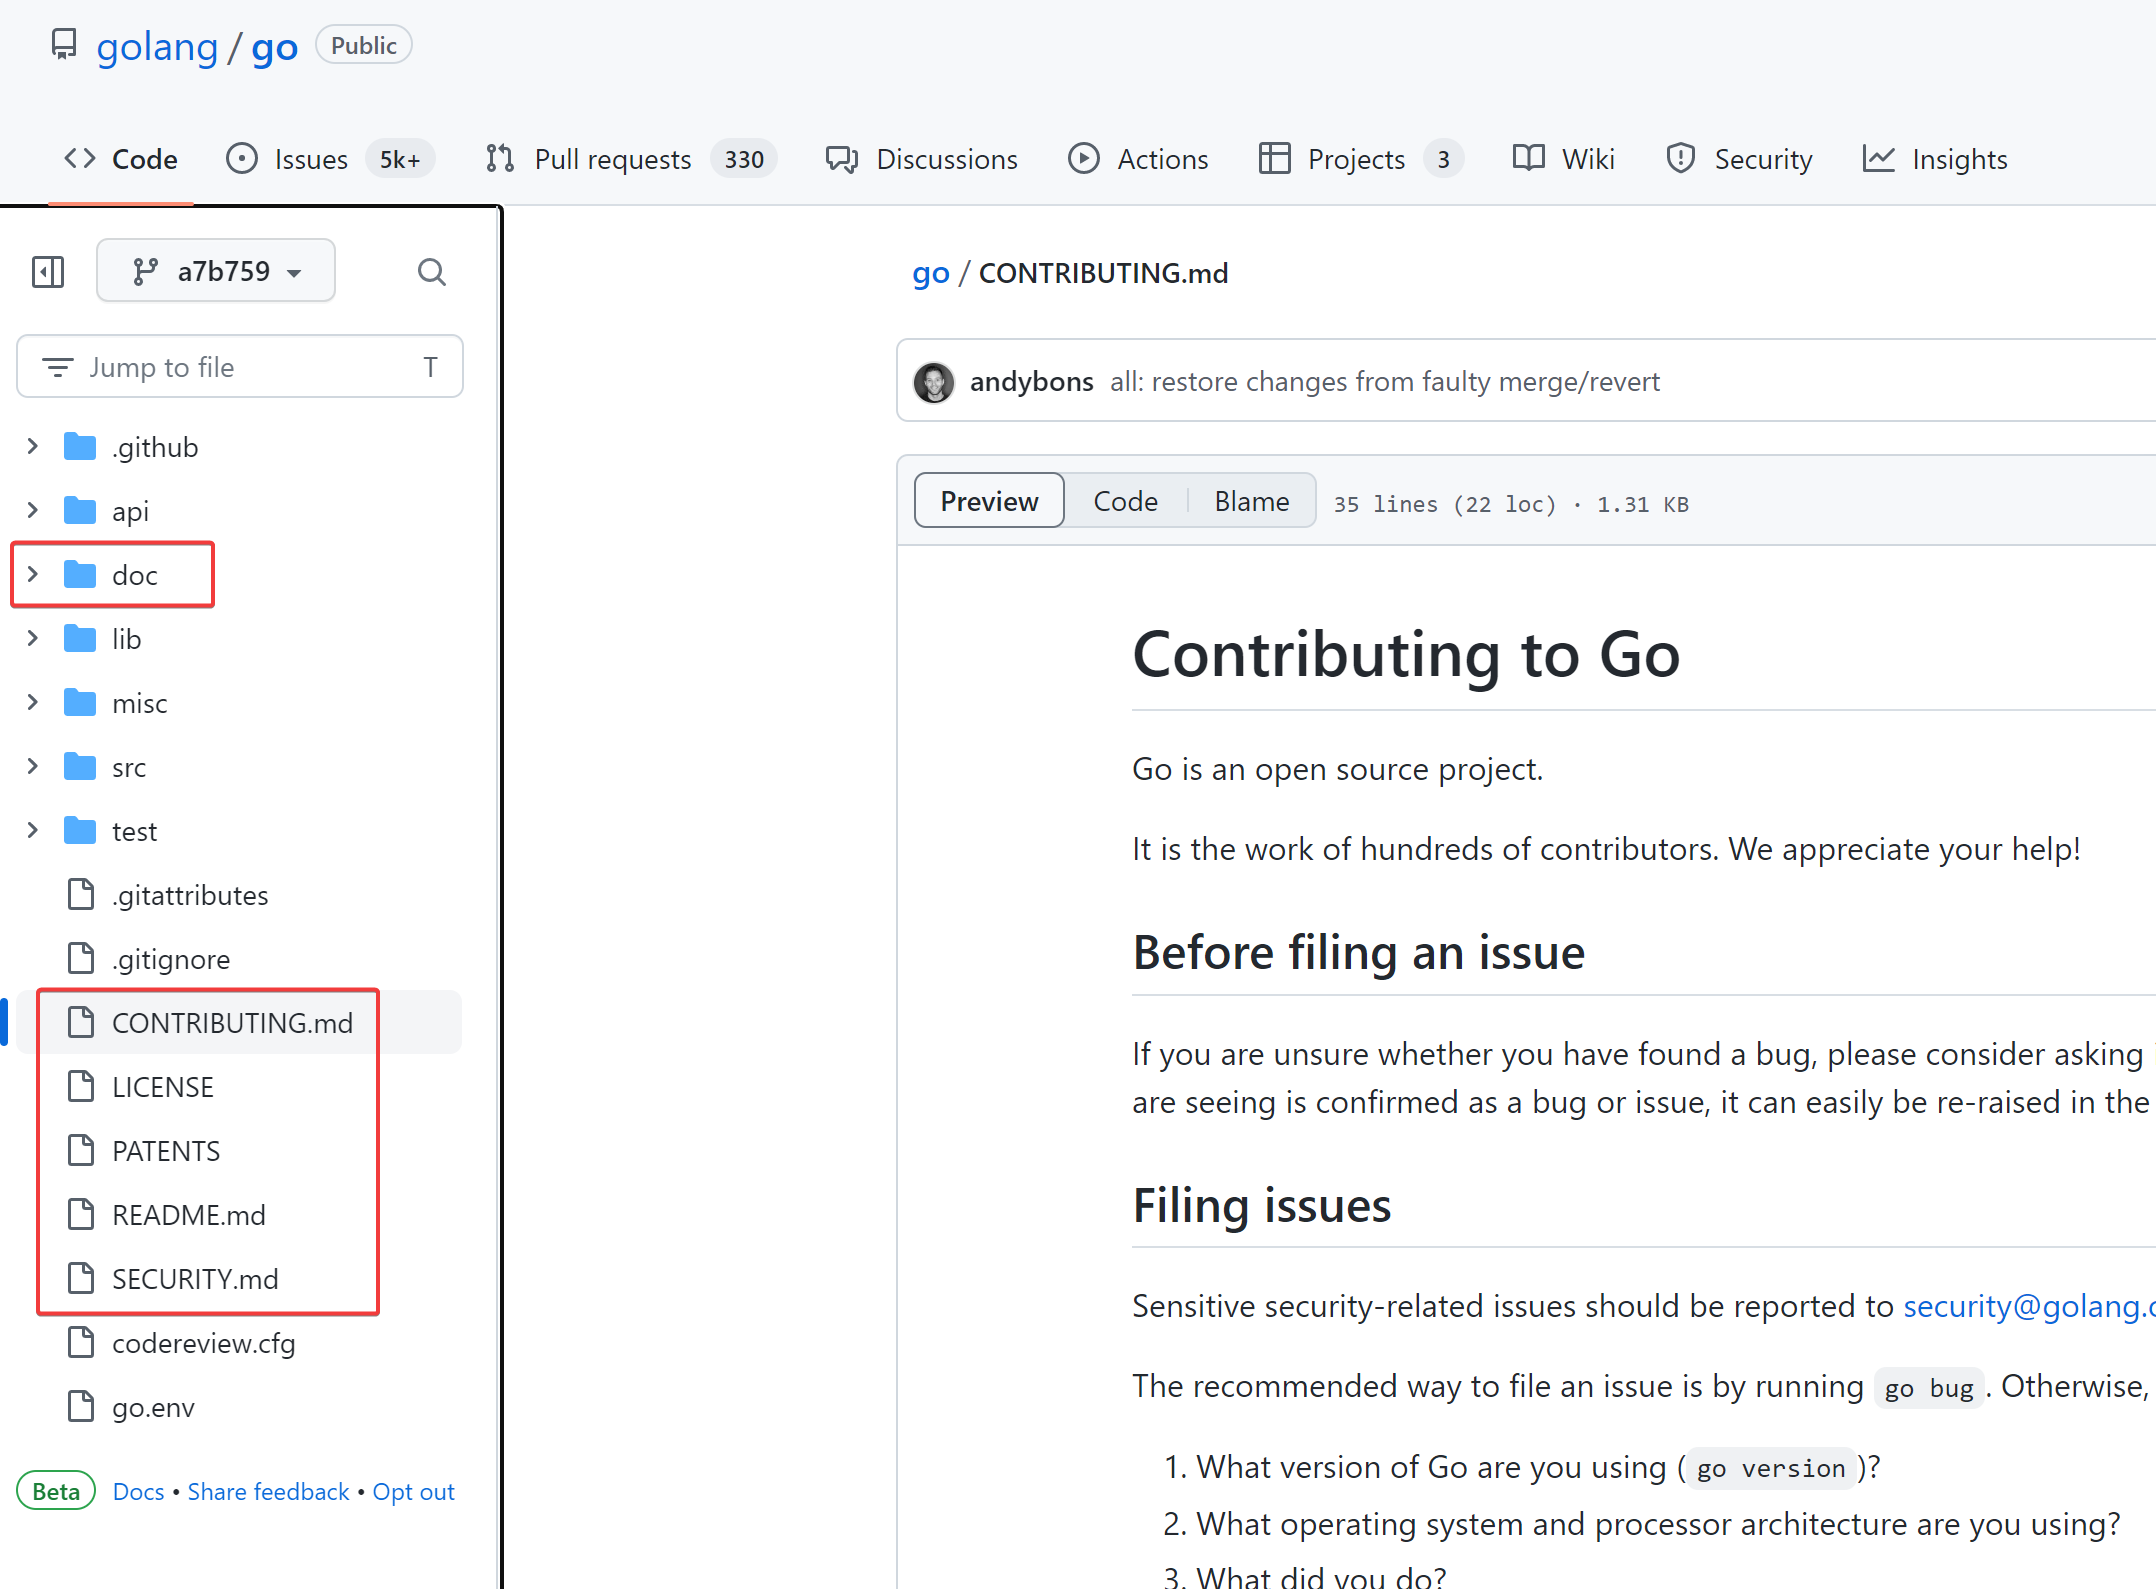 golang / go Public
Code Issues 5k+ Pull requests 330 Discussions Actions Projects 3 Wiki Security Insights
a7b759
Jump to file T
.github
api
doc
lib
misc
src
test
.gitattributes
.gitignore
CONTRIBUTING.md
LICENSE
PATENTS
README.md
SECURITY.md
codereview.cfg
go.env
Beta Docs • Share feedback • Opt out
go / CONTRIBUTING.md
andybons all: restore changes from faulty merge/revert
Preview Code Blame 35 lines (22 loc) · 1.31 KB
Contributing to Go
Go is an open source project.
It is the work of hundreds of contributors. We appreciate your help!
Before filing an issue
If you are unsure whether you have found a bug, please consider asking
are seeing is confirmed as a bug or issue, it can easily be re-raised in the
Filing issues
Sensitive security-related issues should be reported to security@golang.
The recommended way to file an issue is by running go bug. Otherwise,
1. What version of Go are you using (go version)?
2. What operating system and processor architecture are you using?
3. What did you do?